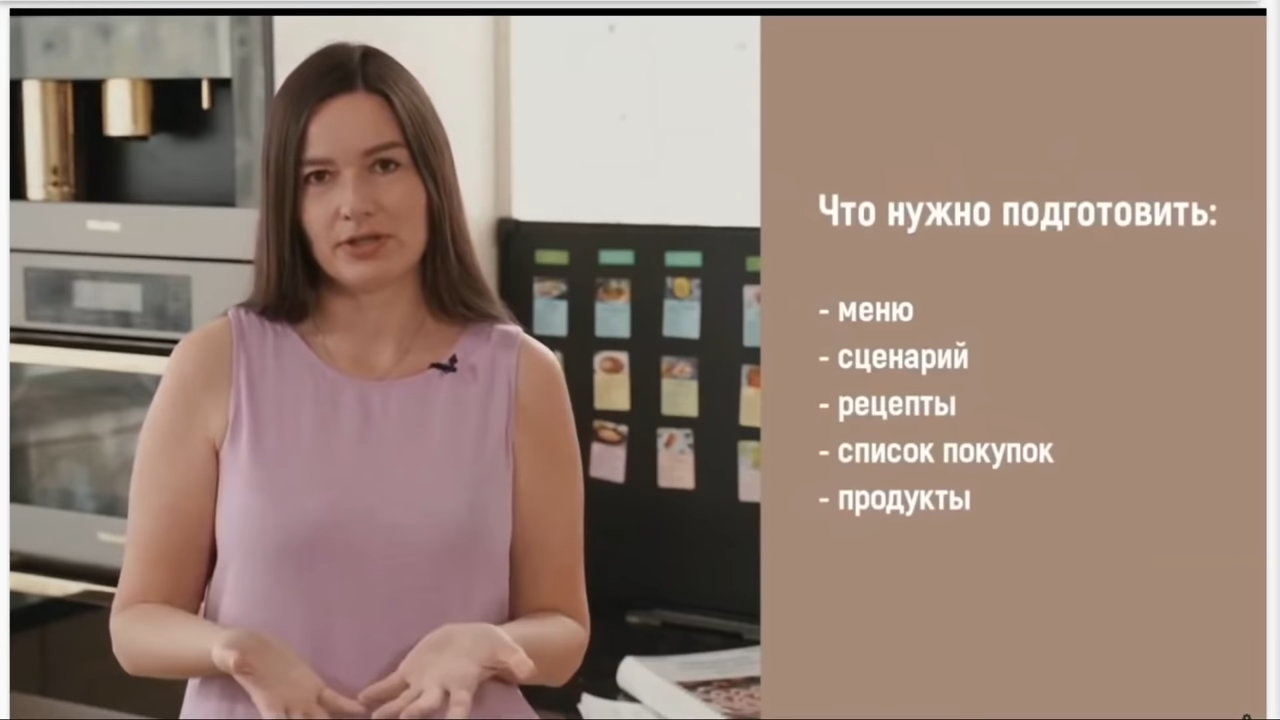 Что нужно подготовить:
- меню
- сценарий
- рецепты
- список покупок
- продукты